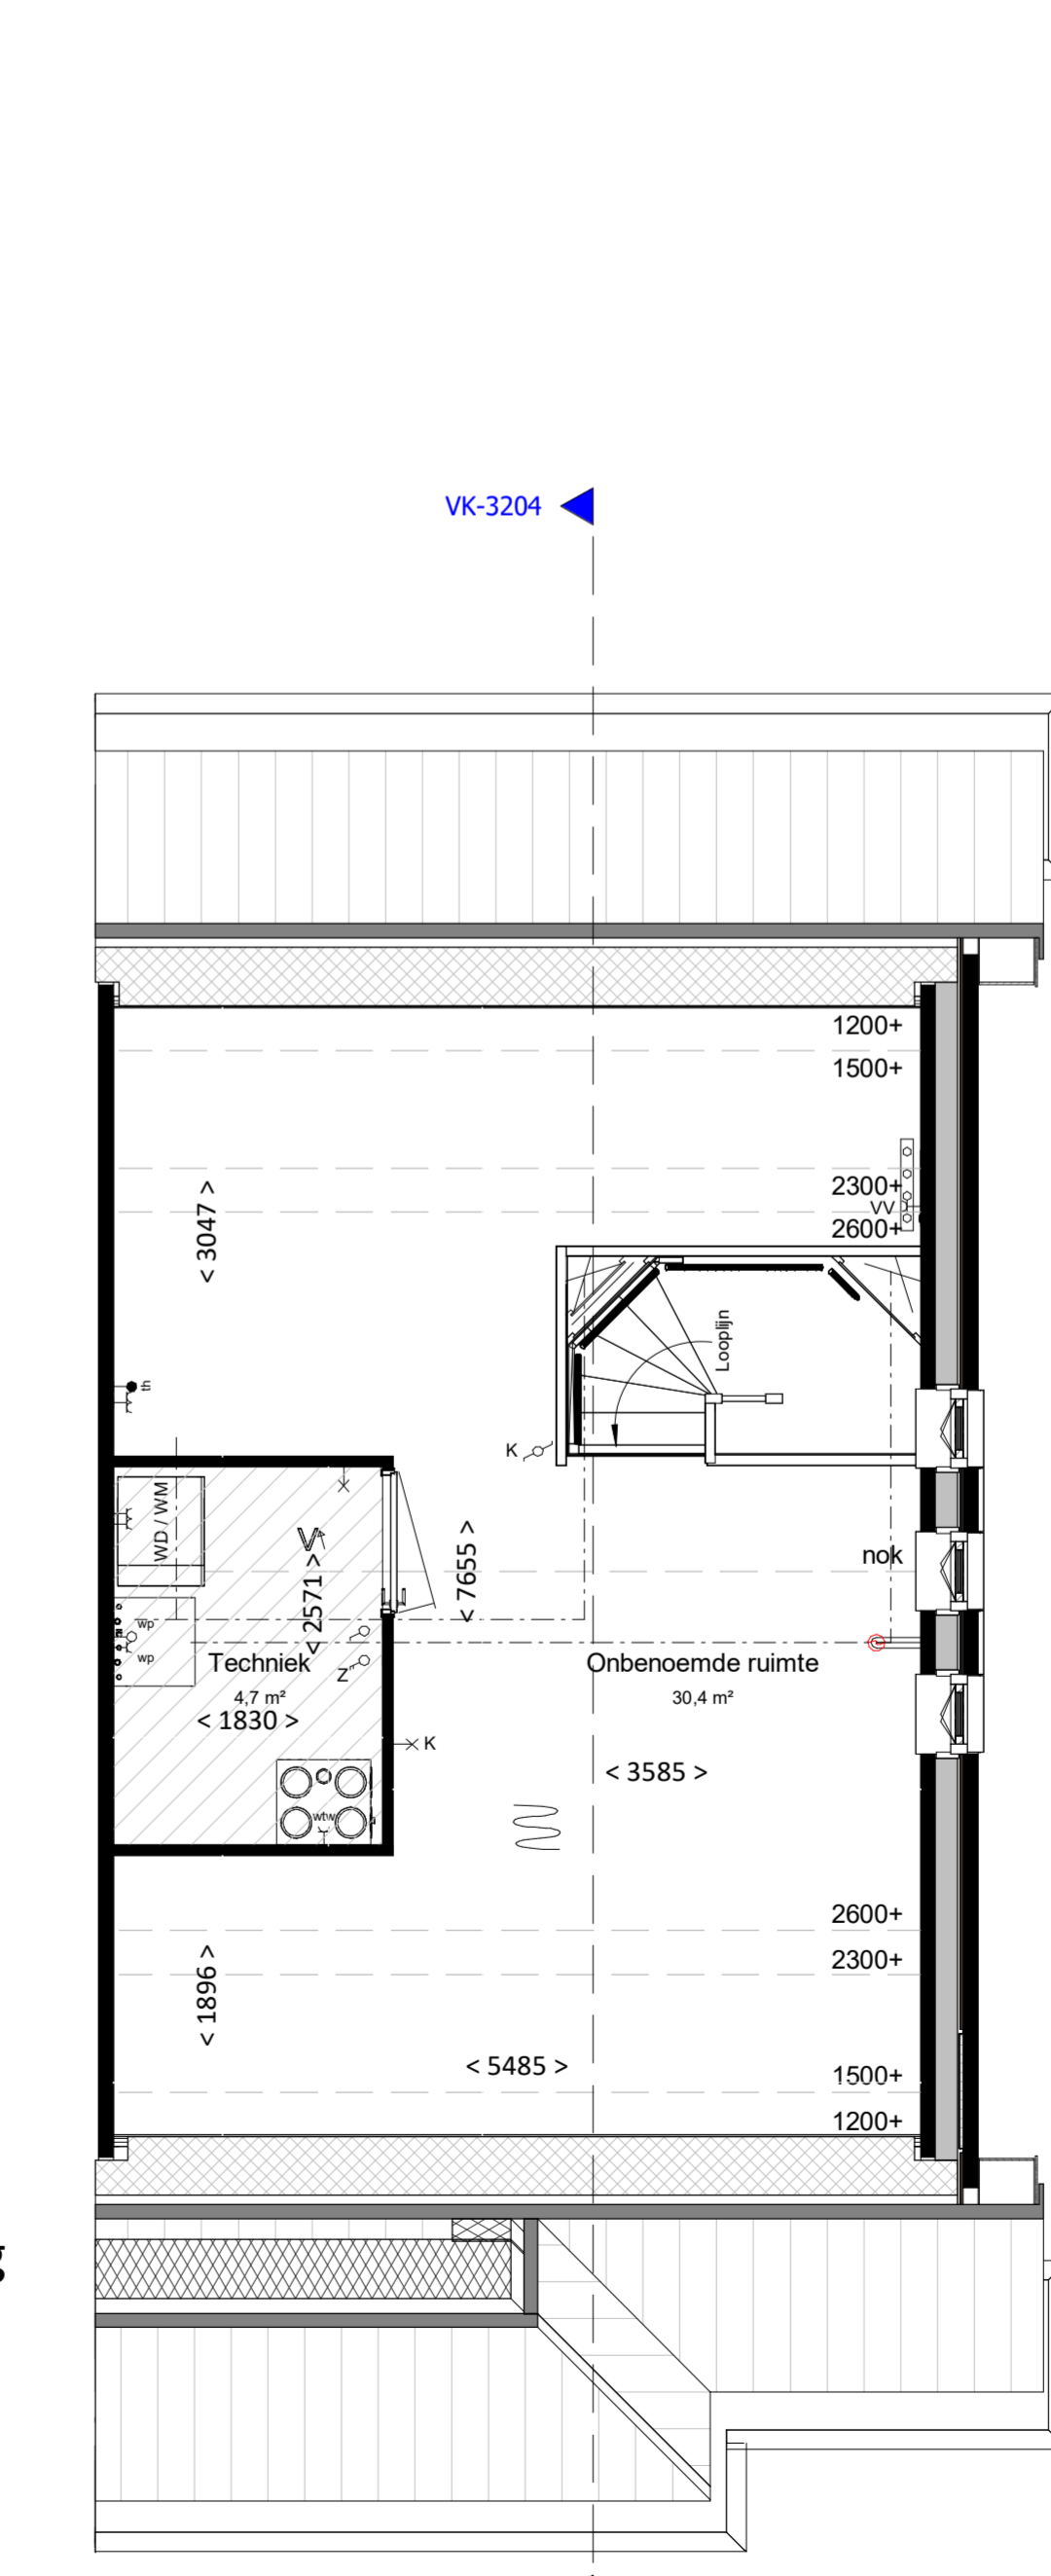 VK-3204
1200+
1500+
2300+
VV
2600+
< 3047 >
Looplijn
th
K
WD / WM
< 2571 >
< 7655 >
nok
wp
wp
Techniek
4,7 m²
< 1830 >
Z
Onbenoemde ruimte
30,4 m²
K
< 3585 >
wtw
2600+
2300+
< 1896 >
< 5485 >
1500+
1200+
g